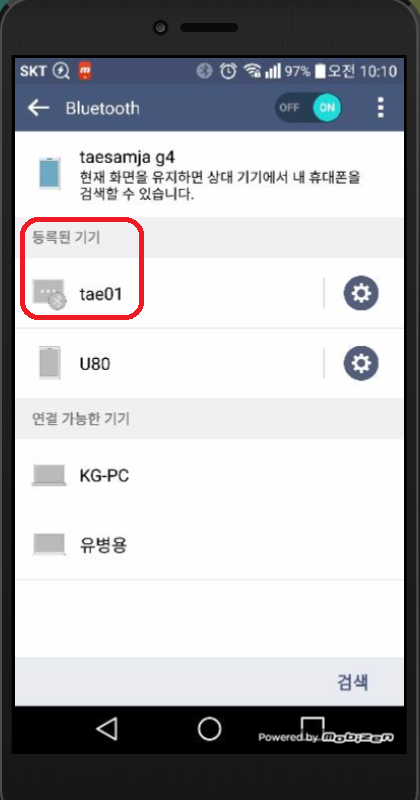 SKT 97% 오전 10:10
Bluetooth OFF ON
taesamja g4
현재 화면을 유지하면 상대 기기에서 내 휴대폰을
검색할 수 있습니다.
등록된 기기
tae01
U80
연결 가능한 기기
KG-PC
유병용
검색
Powered by Mobizen